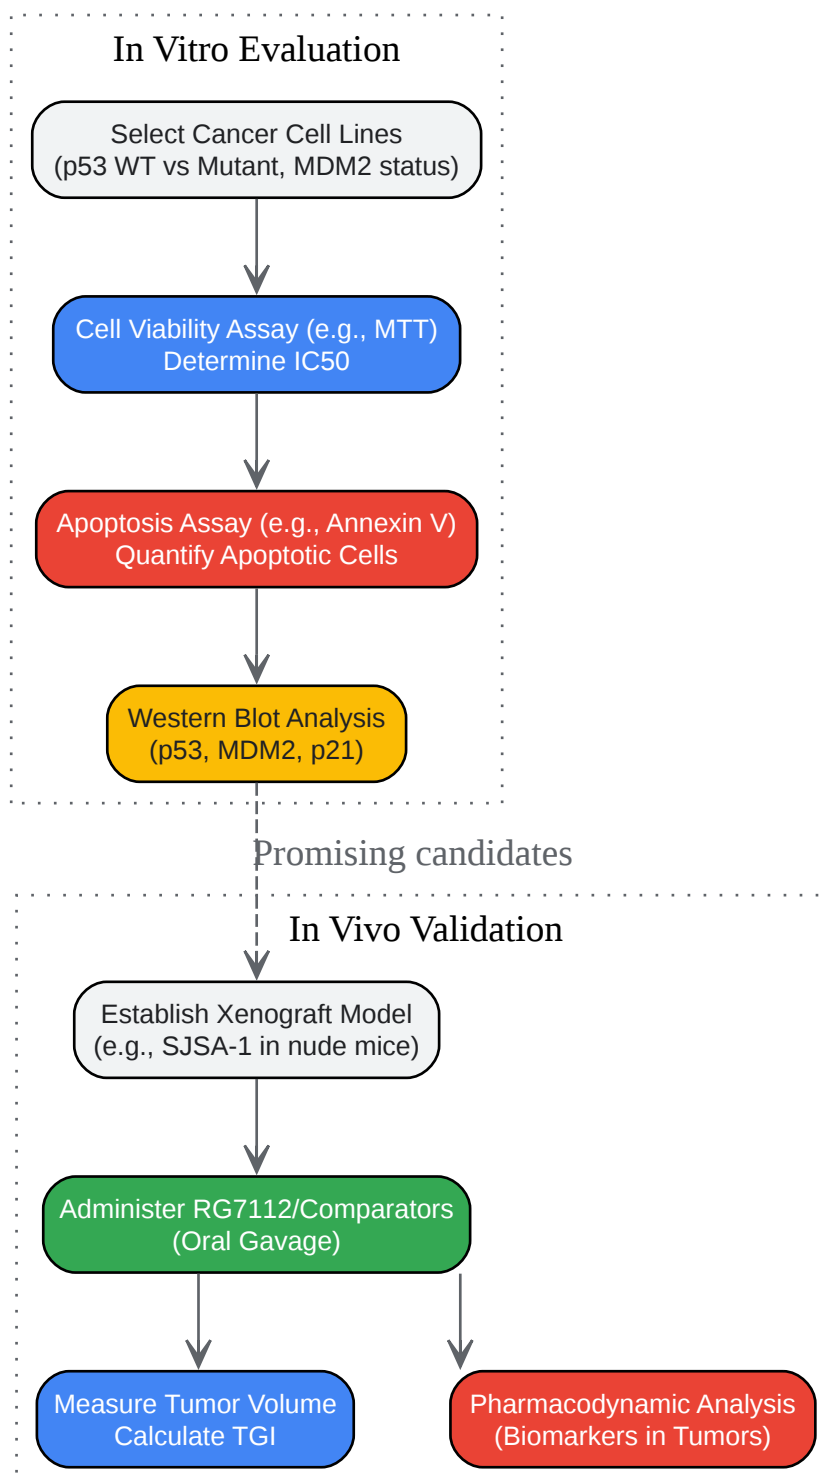 In Vitro Evaluation
Select Cancer Cell Lines
(p53 WT vs Mutant, MDM2 status)
Cell Viability Assay (e.g., MTT)
Determine IC50
Apoptosis Assay (e.g., Annexin V)
Quantify Apoptotic Cells
Western Blot Analysis
(p53, MDM2, p21)
Promising candidates
In Vivo Validation
Establish Xenograft Model
(e.g., SJSA-1 in nude mice)
Administer RG7112/Comparators
(Oral Gavage)
Measure Tumor Volume
Calculate TGI
Pharmacodynamic Analysis
(Biomarkers in Tumors)